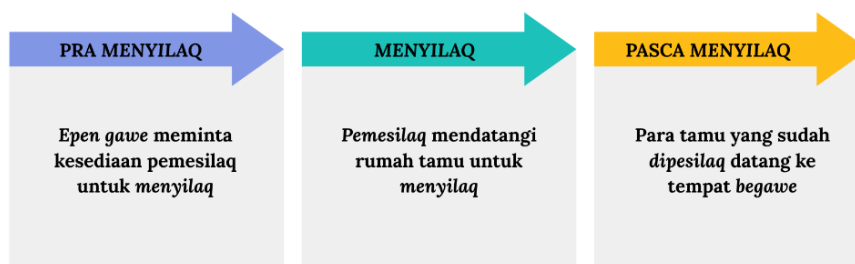 PRA MENYILAQ
Epen gawe meminta
kesediaan pemesilaq
untuk menyilaq
MENYILAQ
Pemesilaq mendatangi
rumah tamu untuk
menyilaq
PASCA MENYILAQ
Para tamu yang sudah
dipesilaq datang ke
tempat begawe